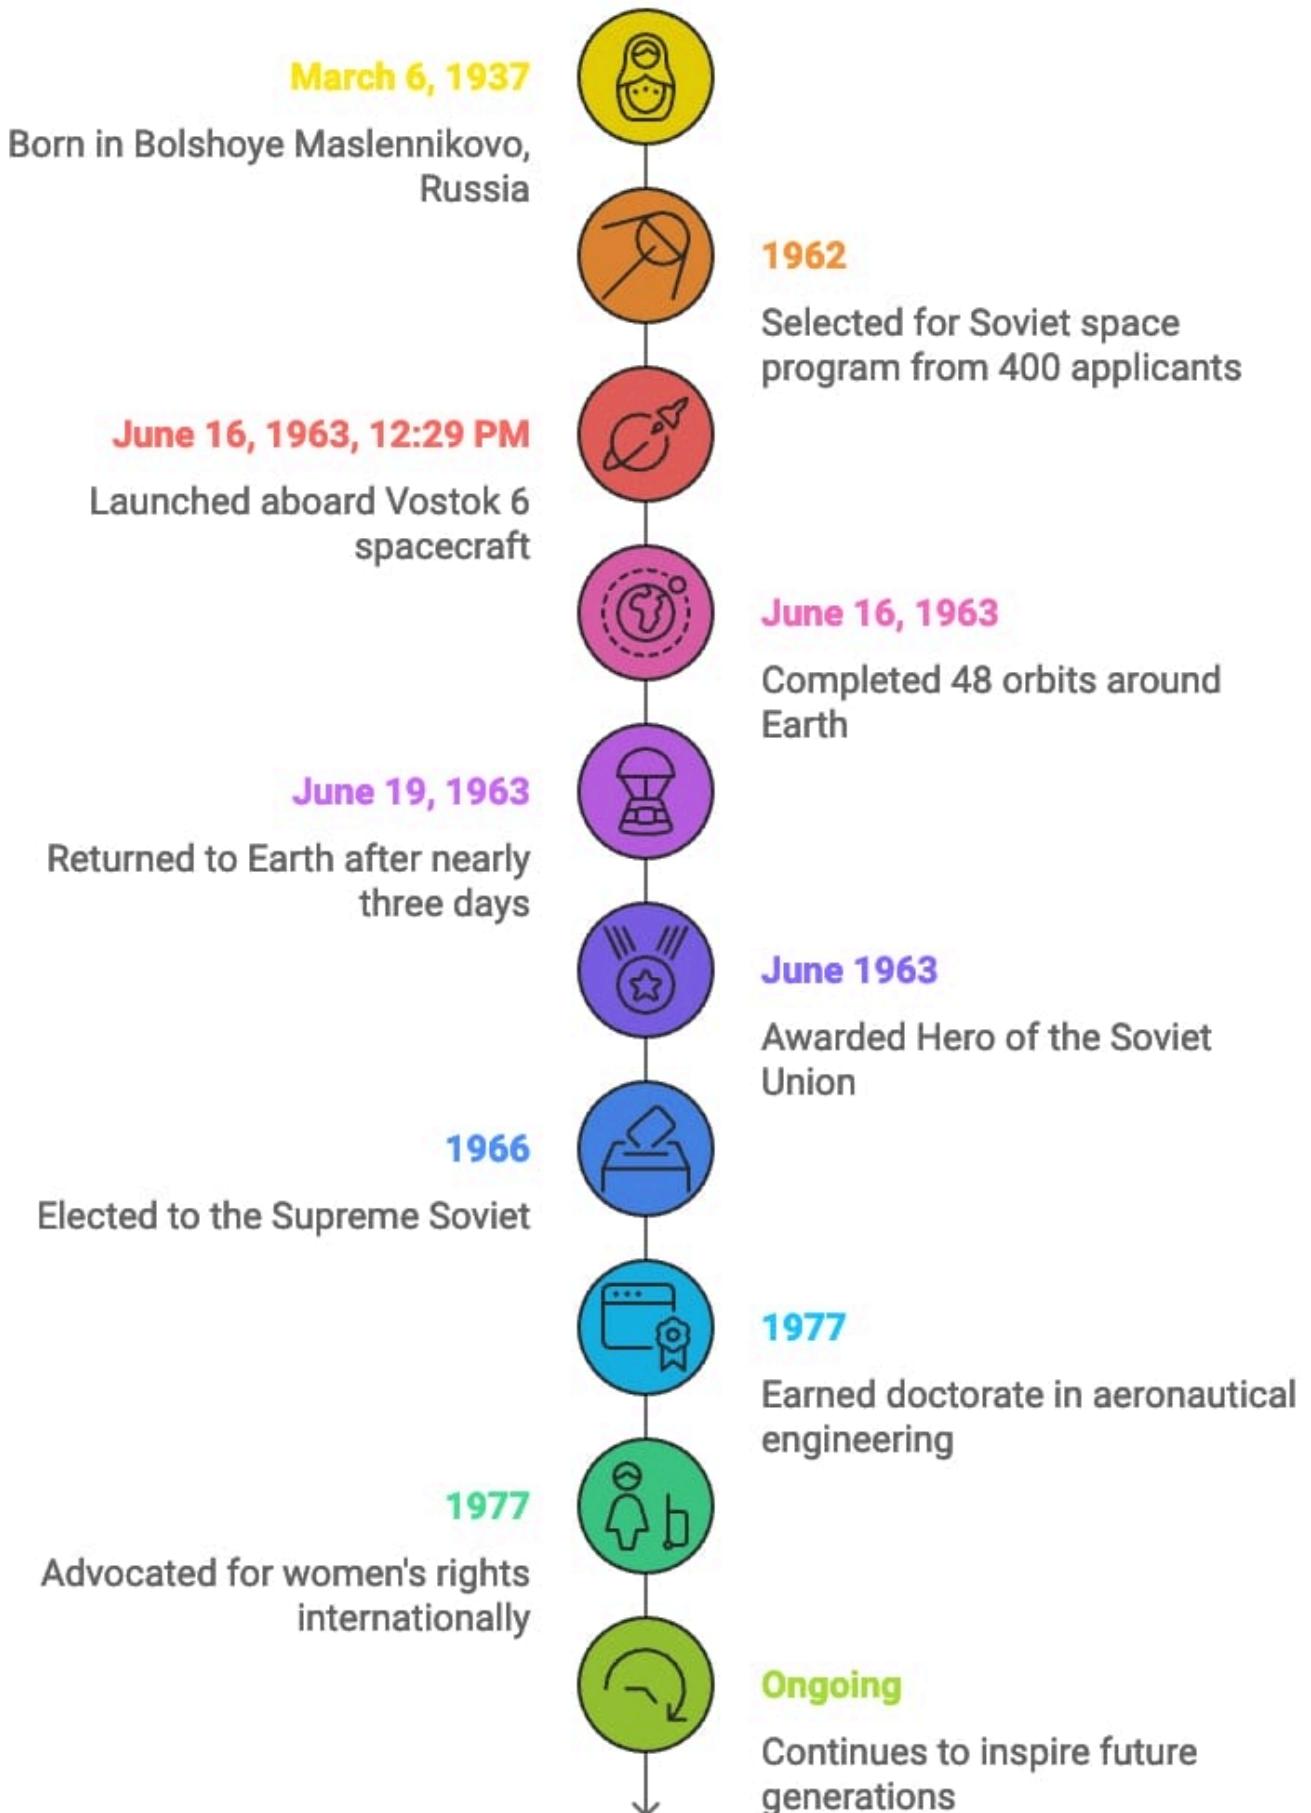 March 6, 1937
Born in Bolshoye Maslennikovo,
Russia
1962
Selected for Soviet space
program from 400 applicants
June 16, 1963, 12:29 PM
Launched aboard Vostok 6
spacecraft
June 16, 1963
Completed 48 orbits around
Earth
June 19, 1963
Returned to Earth after nearly
three days
June 1963
Awarded Hero of the Soviet
Union
1966
Elected to the Supreme Soviet
1977
Earned doctorate in aeronautical
engineering
1977
Advocated for women's rights
internationally
Ongoing
Continues to inspire future
generations